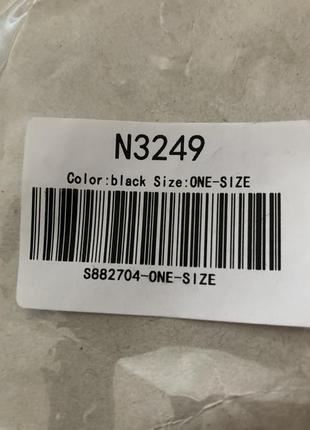 N3249
Color:black Size:ONE-SIZE
S882704-ONE-SIZE